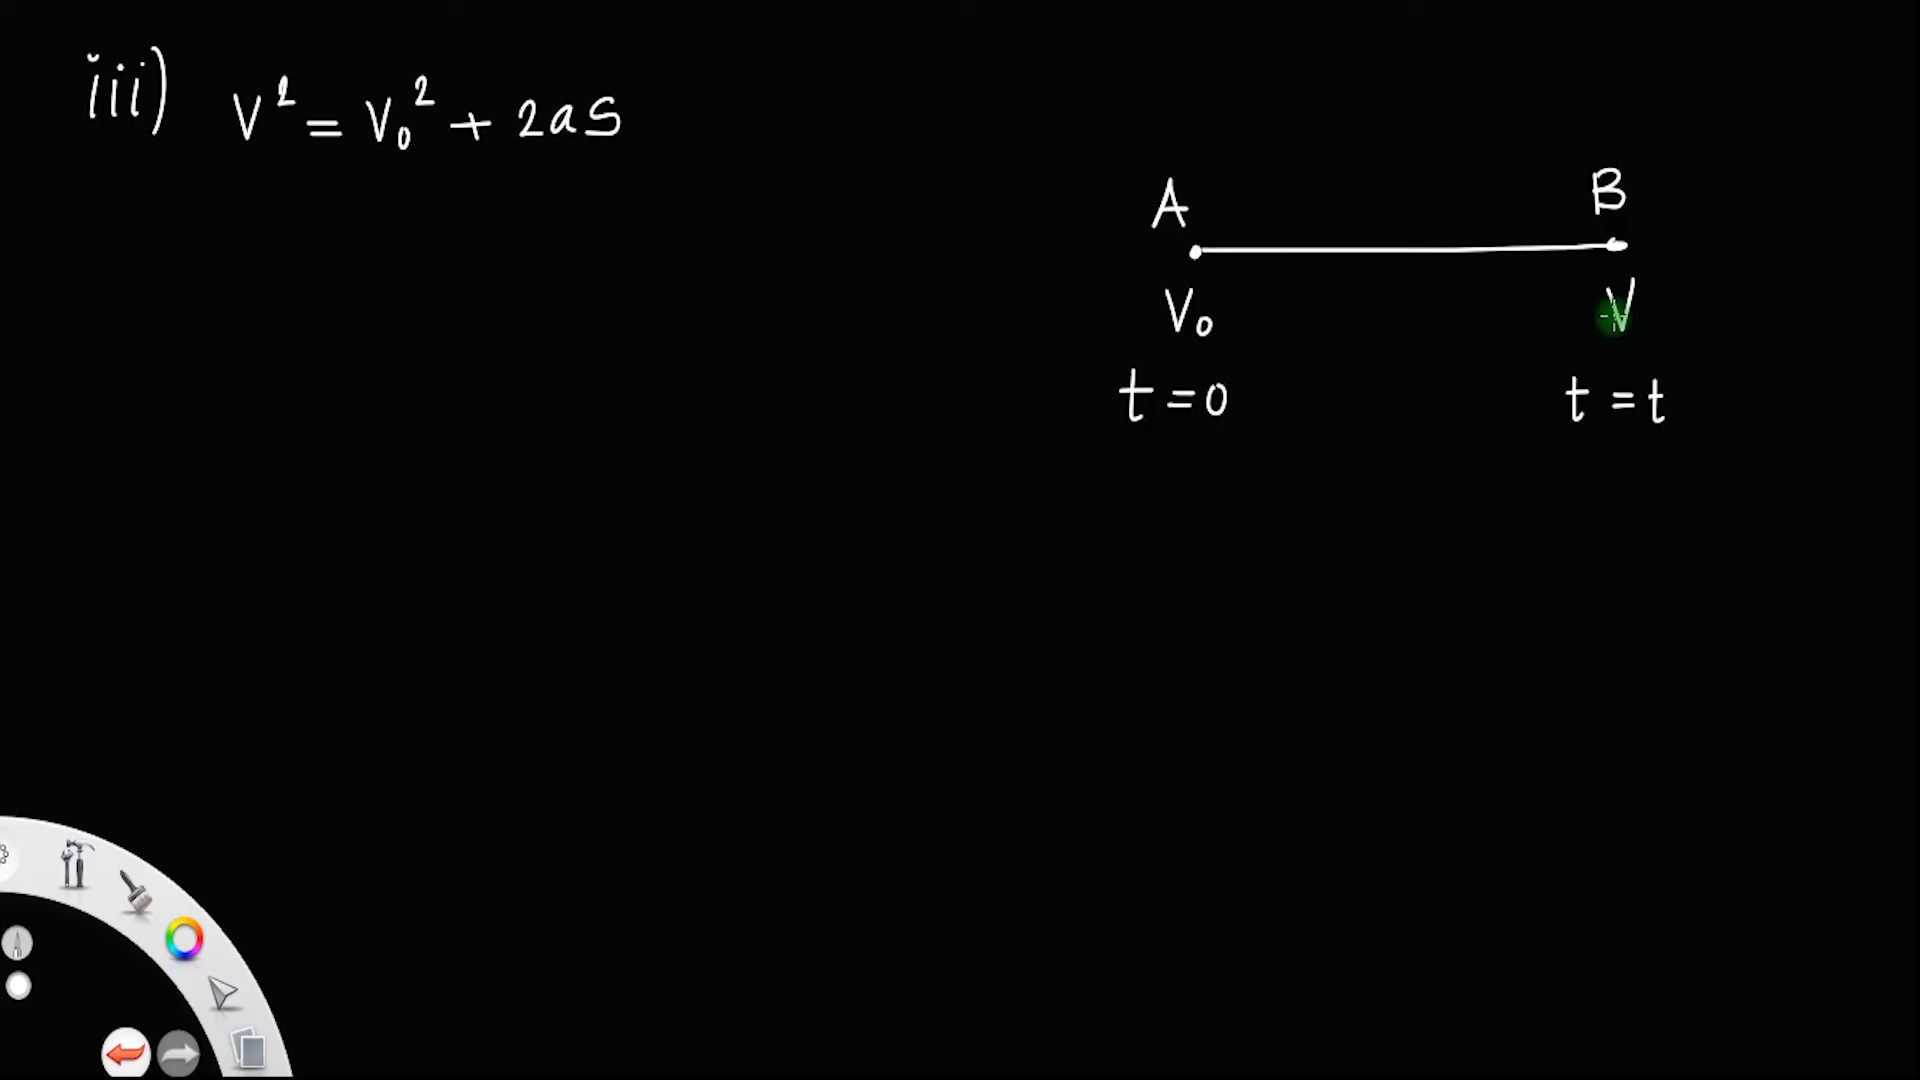 iii) V² = V₀² + 2aS
A B
V₀ V
t = 0 t = t